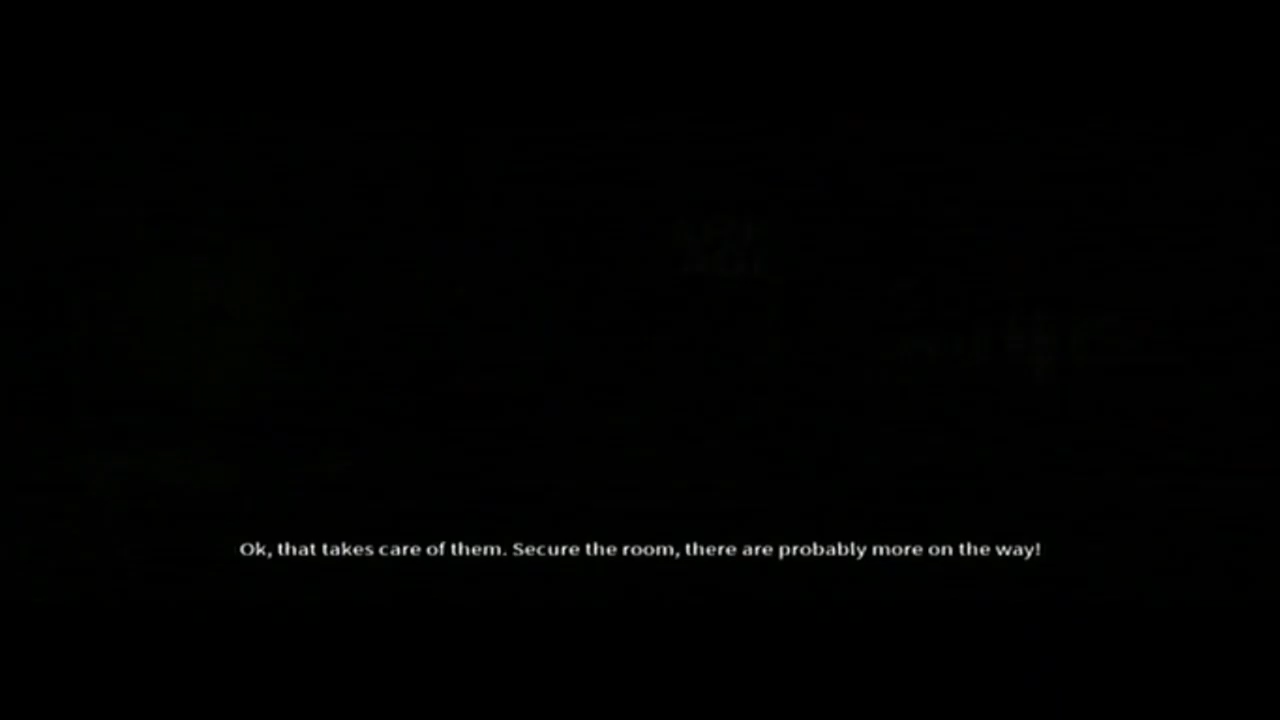 Ok, that takes care of them. Secure the room, there are probably more on the way!